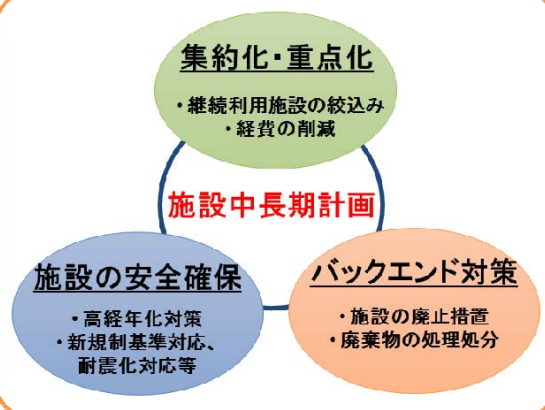 集約化・重点化
・継続利用施設の絞込み
・経費の削減
施設中長期計画
施設の安全確保
・高経年化対策
・新規制基準対応、
耐震化対応等
バックエンド対策
・施設の廃止措置
・廃棄物の処理処分